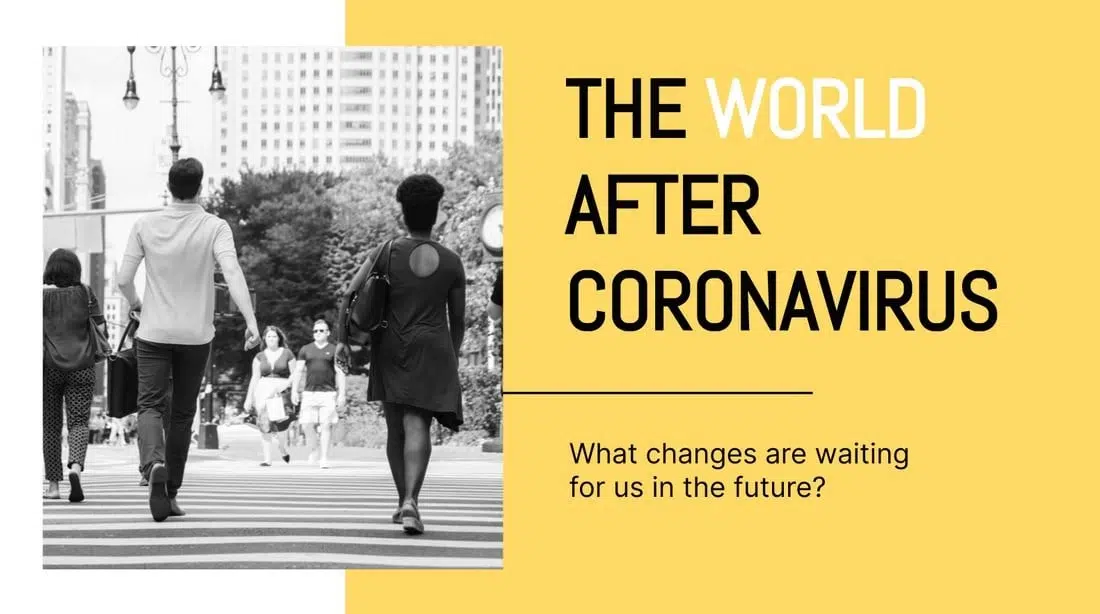 THE WORLD
AFTER
CORONAVIRUS
What changes are waiting
for us in the future?